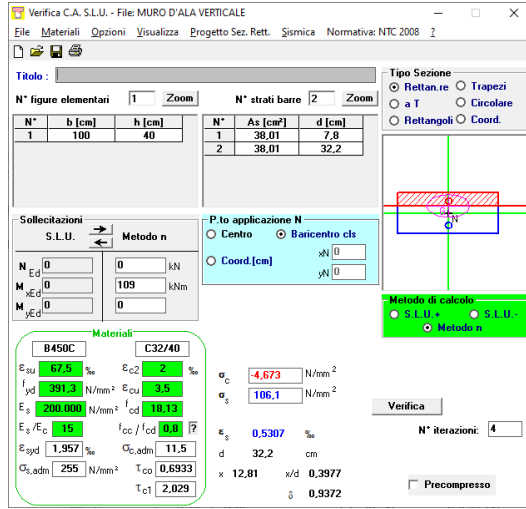 Verifica C.A. S.L.U. - File: MURO D'ALA VERTICALE
File Materiali Opzioni Visualizza Progetto Sez. Rett. Sismica Normativa: NTC 2008 ?
Titolo :
N° figure elementari 1 Zoom N° strati barre 2 Zoom
N° b [cm] h [cm]
1 100 40
N° As [cm²] d [cm]
1 38,01 7,8
2 38,01 32,2
Tipo Sezione
Rettan.re Trapezi
a T Circolare
Rettangoli Coord.
G N
Sollecitazioni
S.L.U. Metodo n
N Ed 0 0 kN
M xEd 0 109 kNm
M yEd 0 0
P.to applicazione N
Centro Baricentro cls
Coord.[cm] xN 0
yN 0
Metodo di calcolo
S.L.U.+ S.L.U.-
Metodo n
Materiali
B450C C32/40
εsu 67,5 ‰ εc2 2 ‰
fyd 391,3 N/mm² εcu 3,5
Es 200.000 N/mm² fcd 18,13
Es/Ec 15 fcc / fcd 0,8 ?
εsyd 1,957 ‰ σc,adm 11,5
σs,adm 255 N/mm² τco 0,6933
τc1 2,029
σc -4,673 N/mm²
σs 106,1 N/mm²
εs 0,5307 ‰
d 32,2 cm
x 12,81 x/d 0,3977
δ 0,9372
Verifica
N° iterazioni: 4
Precompresso